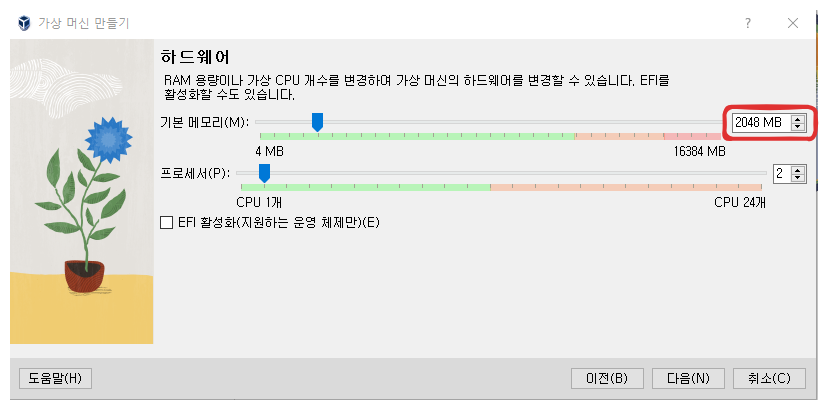 가상 머신 만들기
?
하드웨어
RAM 용량이나 가상 CPU 개수를 변경하여 가상 머신의 하드웨어를 변경할 수 있습니다. EFI를
활성화할 수도 있습니다.
기본 메모리(M):
2048 MB
4 MB
16384 MB
프로세서(P):
2
CPU 1개
CPU 24개
EFI 활성화(지원하는 운영 체제만)(E)
도움말(H)
이전(B)
다음(N)
취소(C)